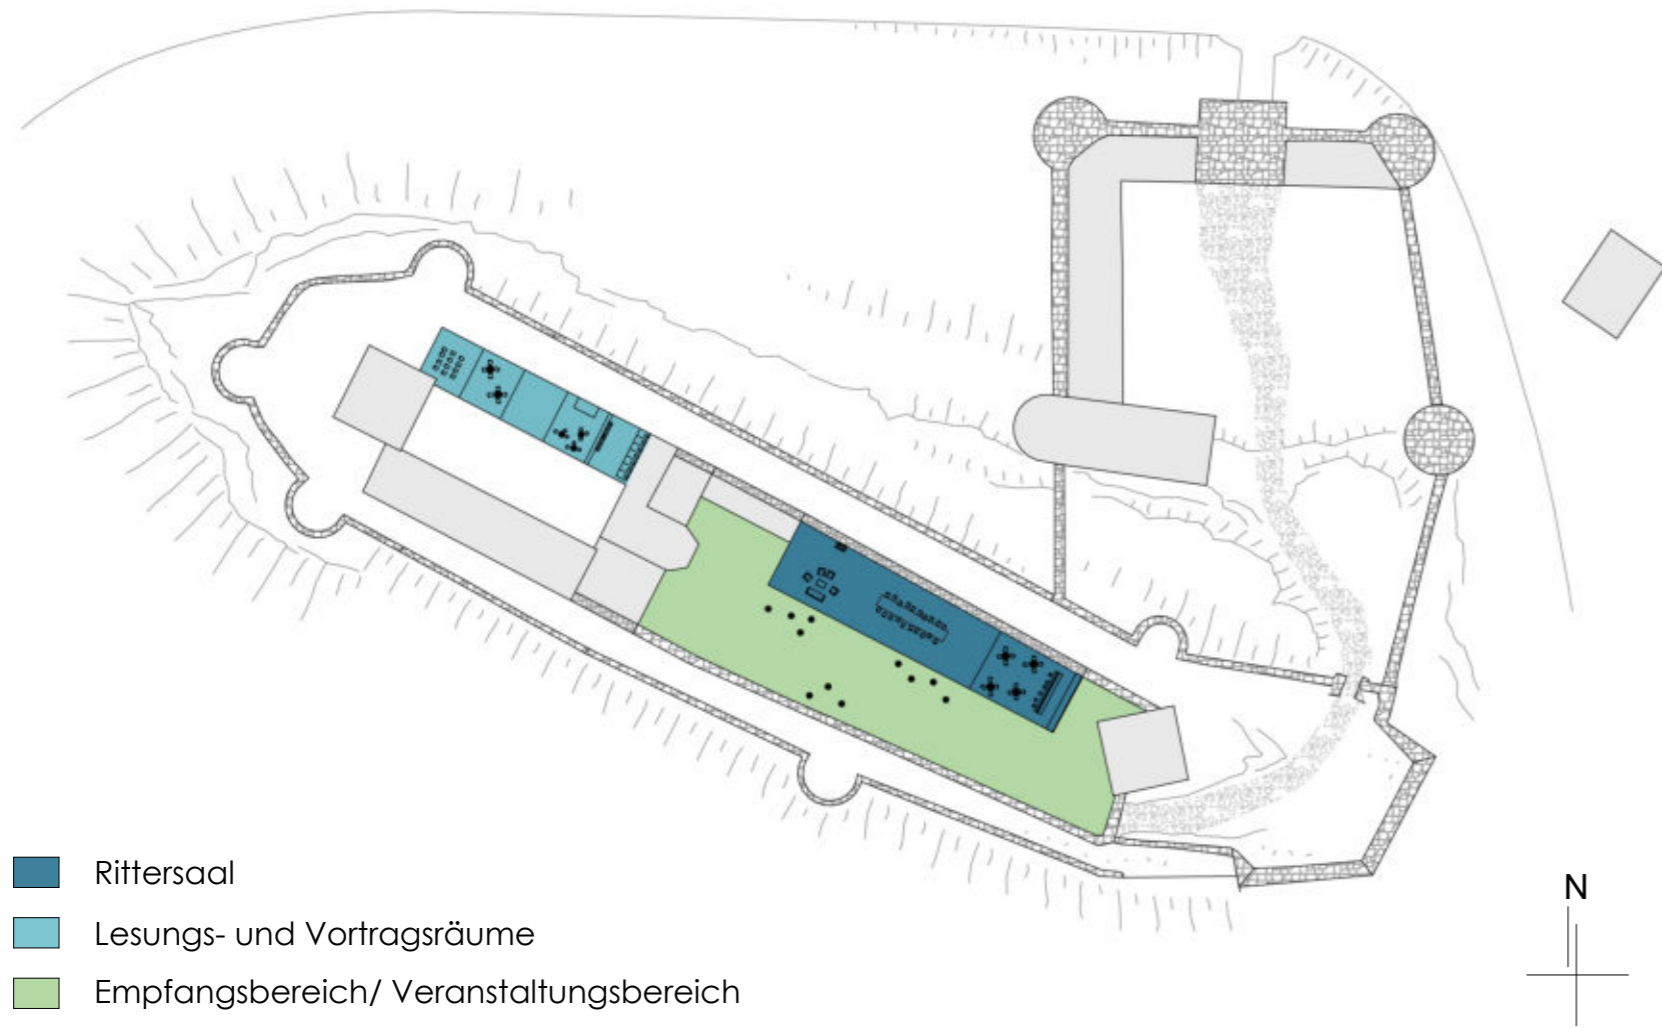 Rittersaal
Lesungs- und Vortragsräume
Empfangsbereich/ Veranstaltungsbereich
N